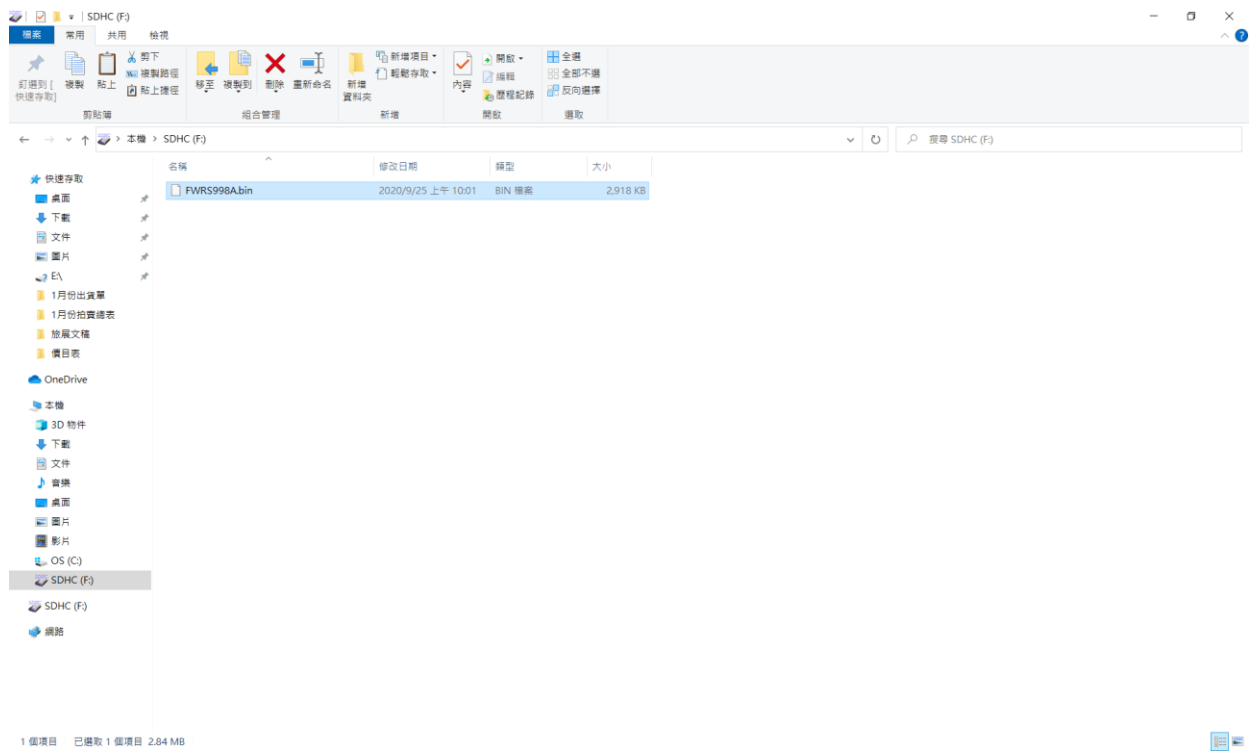 SDHC (F:)
檔案 常用 共用 檢視
釘選到 [快速存取]
複製
貼上
剪下
複製路徑
貼上捷徑
剪貼簿
移至
複製到
刪除
重新命名
組合管理
新增資料夾
新增項目
輕鬆存取
新增
內容
開啟
編輯
歷程記錄
開啟
全選
全部不選
反向選擇
選取
本機 > SDHC (F:)
搜尋 SDHC (F:)
名稱 修改日期 類型 大小
FWRS998A.bin 2020/9/25 上午 10:01 BIN 檔案 2,918 KB
快速存取
桌面
下載
文件
圖片
E:\
1月份出貨單
1月份拍賣總表
旅展文稿
價目表
OneDrive
本機
3D 物件
下載
文件
音樂
桌面
圖片
影片
OS (C:)
SDHC (F:)
SDHC (F:)
網路
1 個項目 已選取 1 個項目 2.84 MB